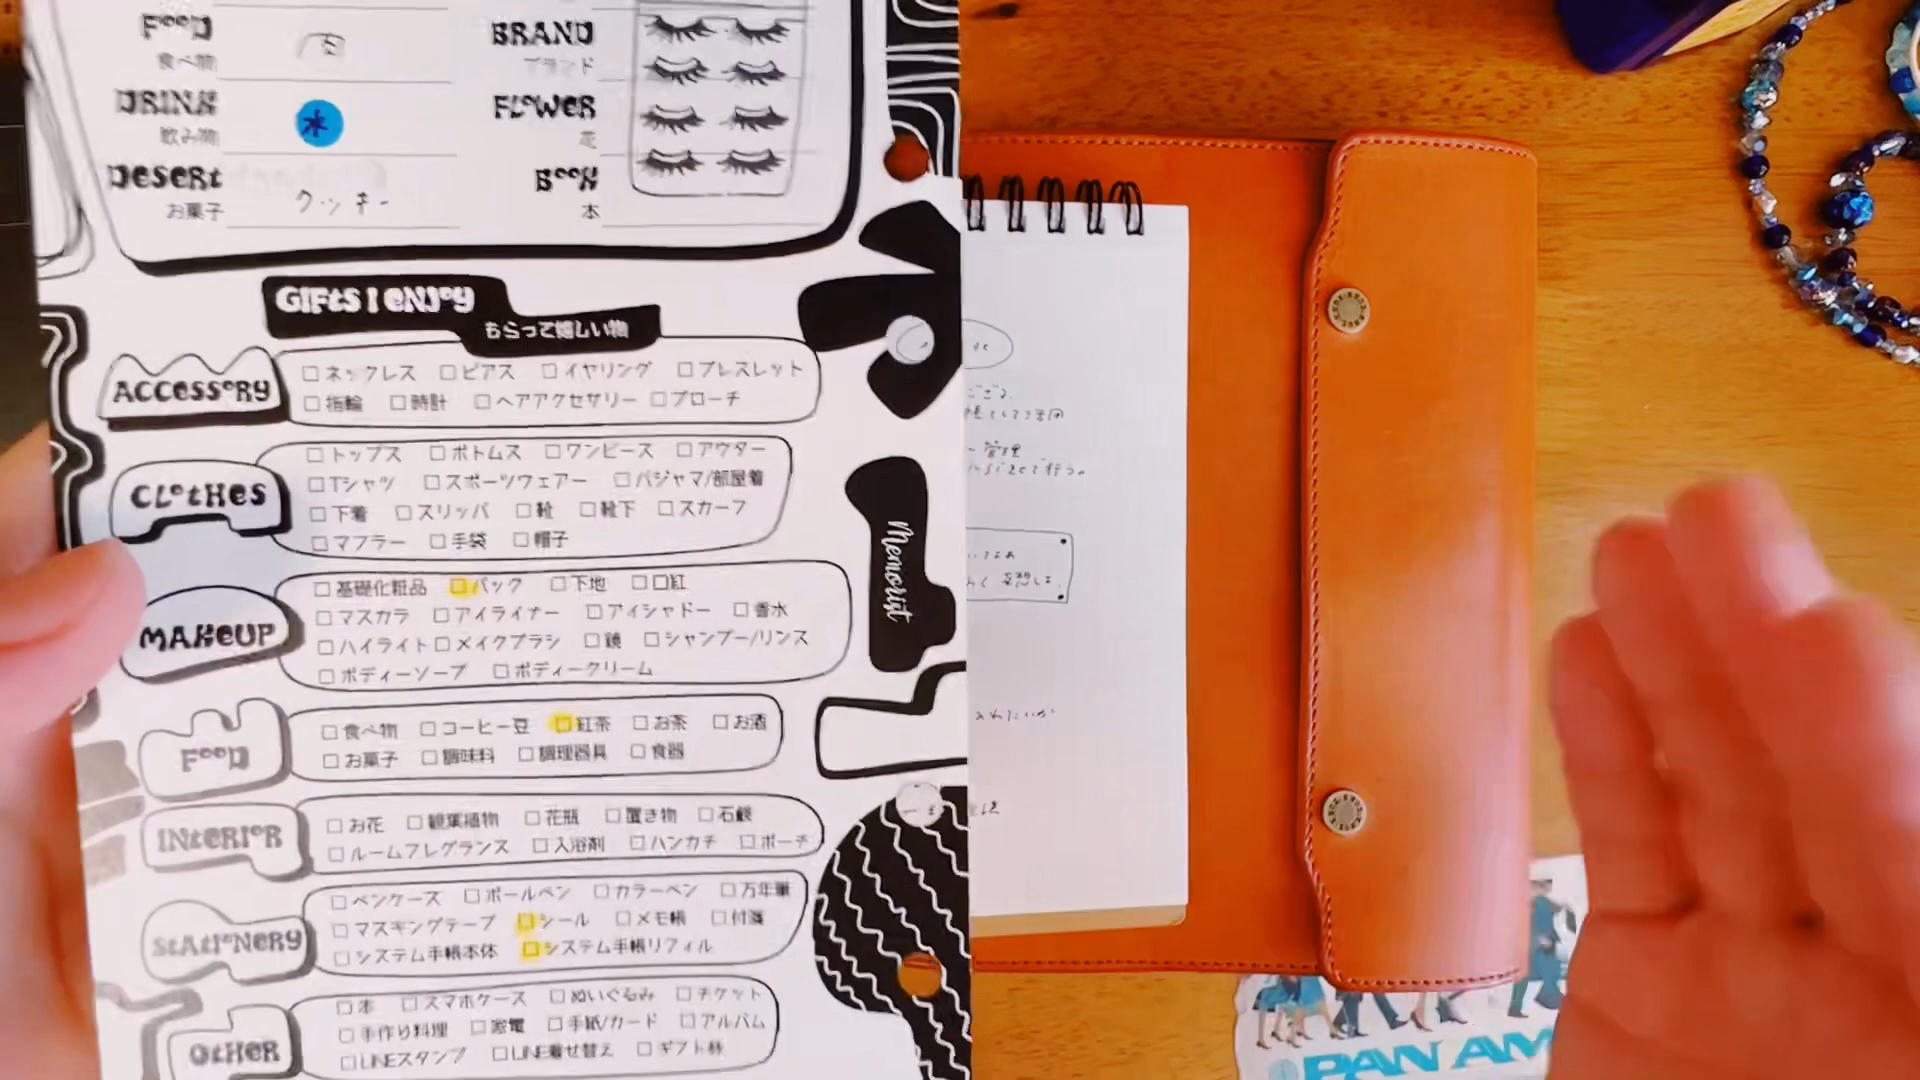 FOOD
食べ物
DRINK
飲み物
水
DESERT
お菓子
クッキー
BRAND
ブランド
FLOWER
花
BOOK
本
GIFTS I ENJOY
もらって嬉しい物
ACCESSORY
□ネックレス □ピアス □イヤリング □ブレスレット
□指輪 □時計 □ヘアアクセサリー □ブローチ
CLOTHES
□トップス □ボトムス □ワンピース □アウター
□Tシャツ □スポーツウェアー □パジャマ/部屋着
□下着 □スリッパ □靴 □靴下 □スカーフ
□マフラー □手袋 □帽子
MAKEUP
□基礎化粧品 □パック □下地 □口紅
□マスカラ □アイライナー □アイシャドー □香水
□ハイライト □メイクブラシ □鏡 □シャンプー/リンス
□ボディーソープ □ボディークリーム
FOOD
□食べ物 □コーヒー豆 □紅茶 □お茶 □お酒
□お菓子 □調味料 □調理器具 □食器
INTERIOR
□お花 □観葉植物 □花瓶 □置き物 □石鹸
□ルームフレグランス □入浴剤 □ハンカチ □ポーチ
STATIONERY
□ペンケース □ボールペン □カラーペン □万年筆
□マスキングテープ □シール □メモ帳 □付箋
□システム手帳本体 □システム手帳リフィル
OTHER
□本 □スマホケース □ぬいぐるみ □チケット
□手作り料理 □家電 □手紙/カード □アルバム
□LINEスタンプ □LINE着せ替え □ギフト券
Memorist
管理
で行う。
入れたいか
PAN AM